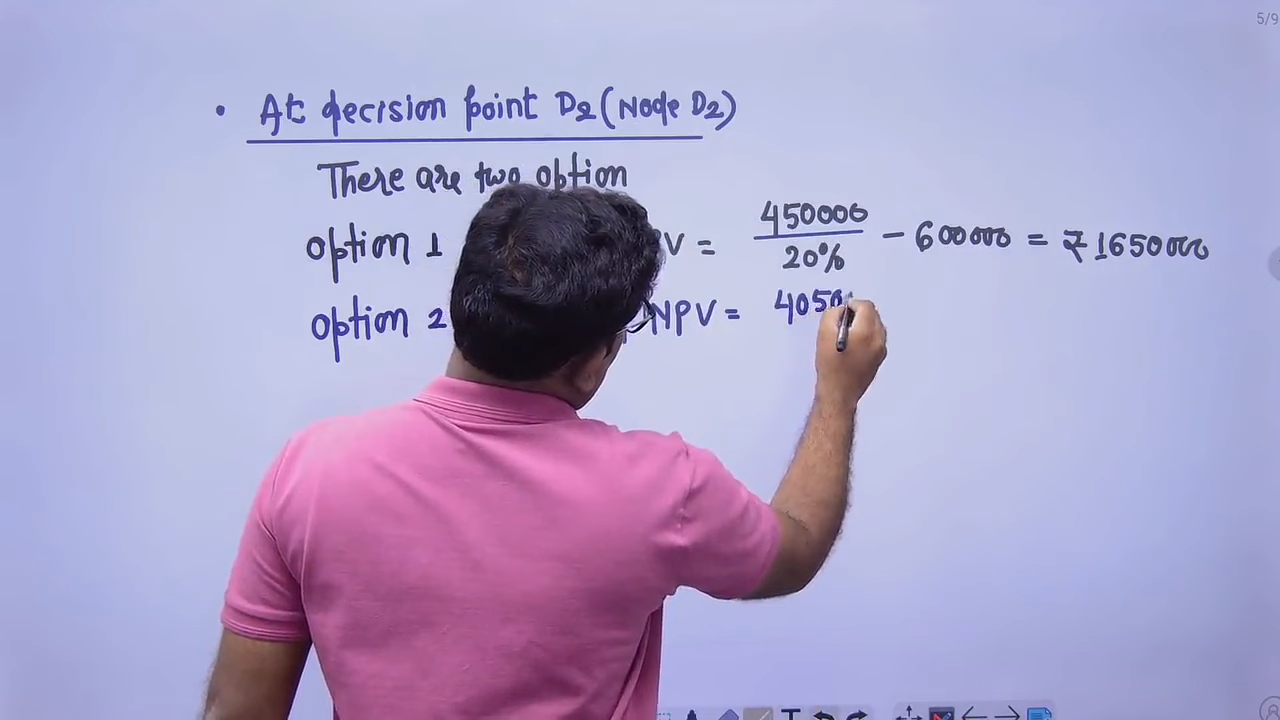 5/9
• At decision point D2 (Node D2)
There are two option
option 1 = 450000 / 20% - 600000 = ₹ 1650000
option 2 NPV = 405
T